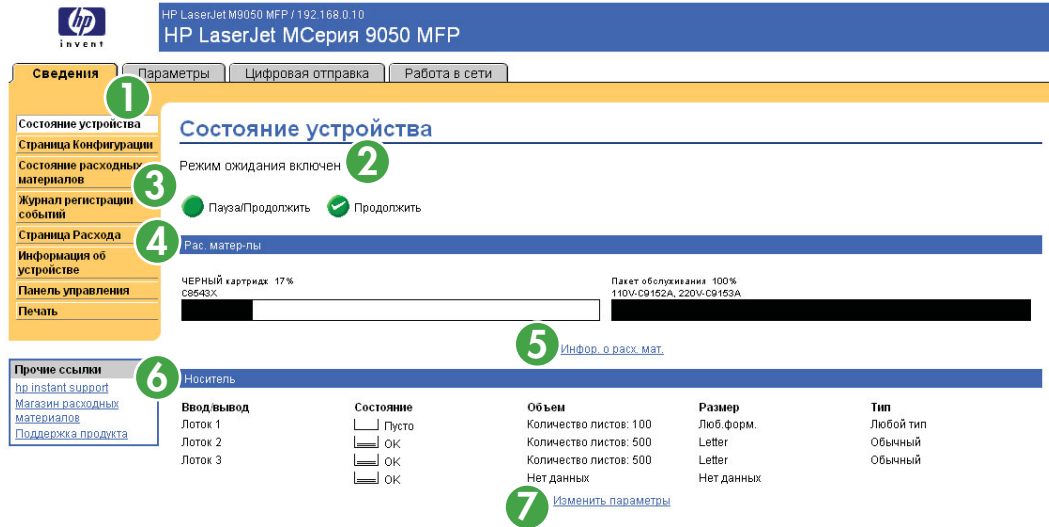 hp
invent
HP LaserJet M9050 MFP / 192.168.0.10
HP LaserJet MСерия 9050 MFP
Сведения Параметры Цифровая отправка Работа в сети
1
Состояние устройства
Страница Конфигурации
Состояние расходных
материалов
3
Журнал регистрации
событий
Страница Расхода
4
Информация об
устройстве
Панель управления
Печать
Прочие ссылки
hp instant support
Магазин расходных
материалов
Поддержка продукта
Состояние устройства
Режим ожидания включен 2
Пауза/Продолжить Продолжить
Рас. матер-лы
ЧЕРНЫЙ картридж 17% Пакет обслуживания 100%
C8543X 110V-C9152A, 220V-C9153A
5 Инфор. о расх. мат.
6 Носитель
Ввод/вывод Состояние Объем Размер Тип
Лоток 1 Пусто Количество листов: 100 Люб.форм. Любой тип
Лоток 2 OK Количество листов: 500 Letter Обычный
Лоток 3 OK Количество листов: 500 Letter Обычный
OK Нет данных Нет данных
7 Изменить параметры